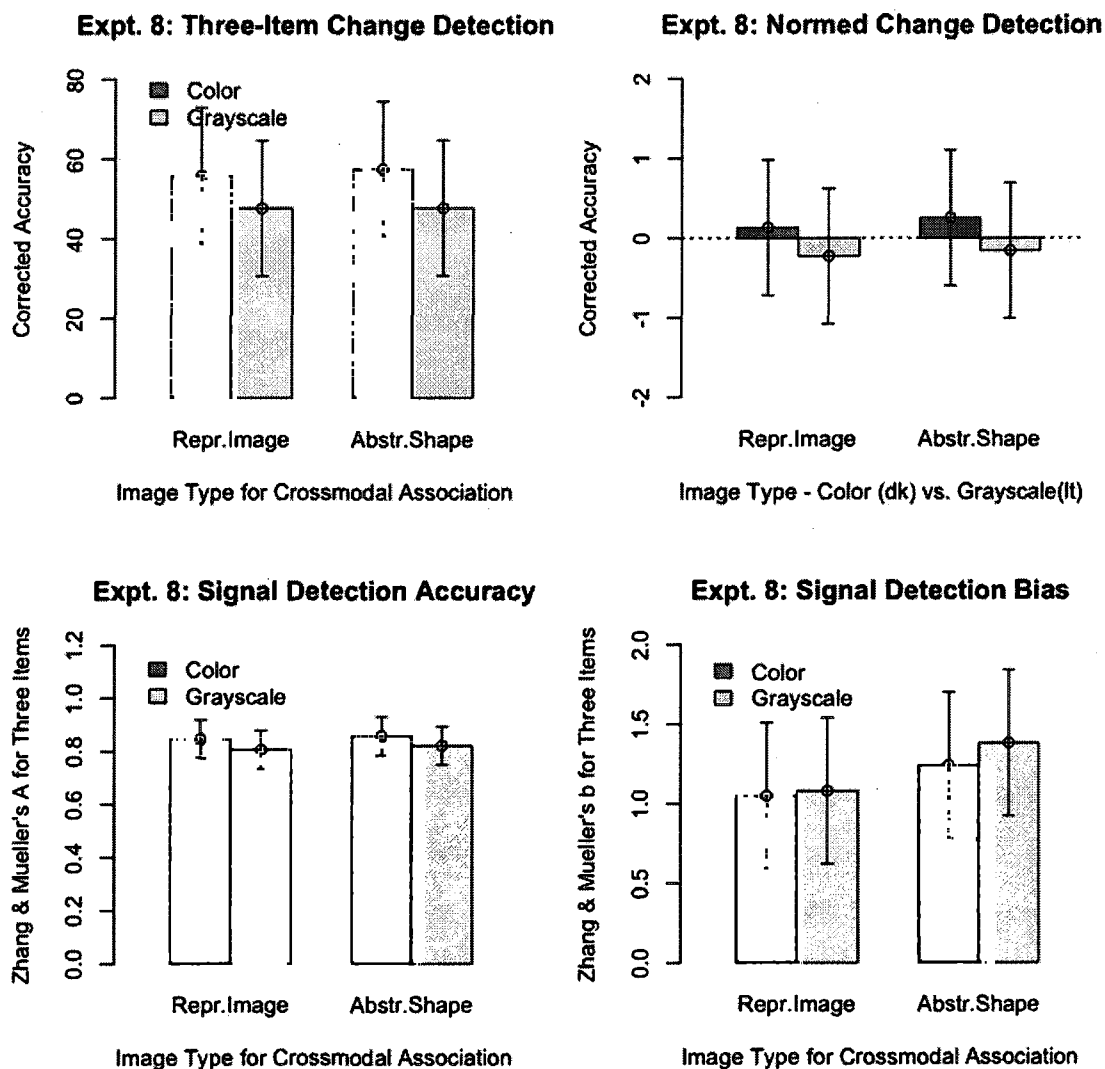 Expt. 8: Three-Item Change Detection
Corrected Accuracy
0
20
40
60
80
Color
Grayscale
Repr.Image
Abstr.Shape
Image Type for Crossmodal Association
Expt. 8: Normed Change Detection
Corrected Accuracy
-2
-1
0
1
2
Repr.Image
Abstr.Shape
Image Type - Color (dk) vs. Grayscale(lt)
Expt. 8: Signal Detection Accuracy
Zhang & Mueller's A for Three Items
0.0
0.2
0.4
0.6
0.8
1.0
1.2
Color
Grayscale
Repr.Image
Abstr.Shape
Image Type for Crossmodal Association
Expt. 8: Signal Detection Bias
Zhang & Mueller's b for Three Items
0.0
0.5
1.0
1.5
2.0
Color
Grayscale
Repr.Image
Abstr.Shape
Image Type for Crossmodal Association